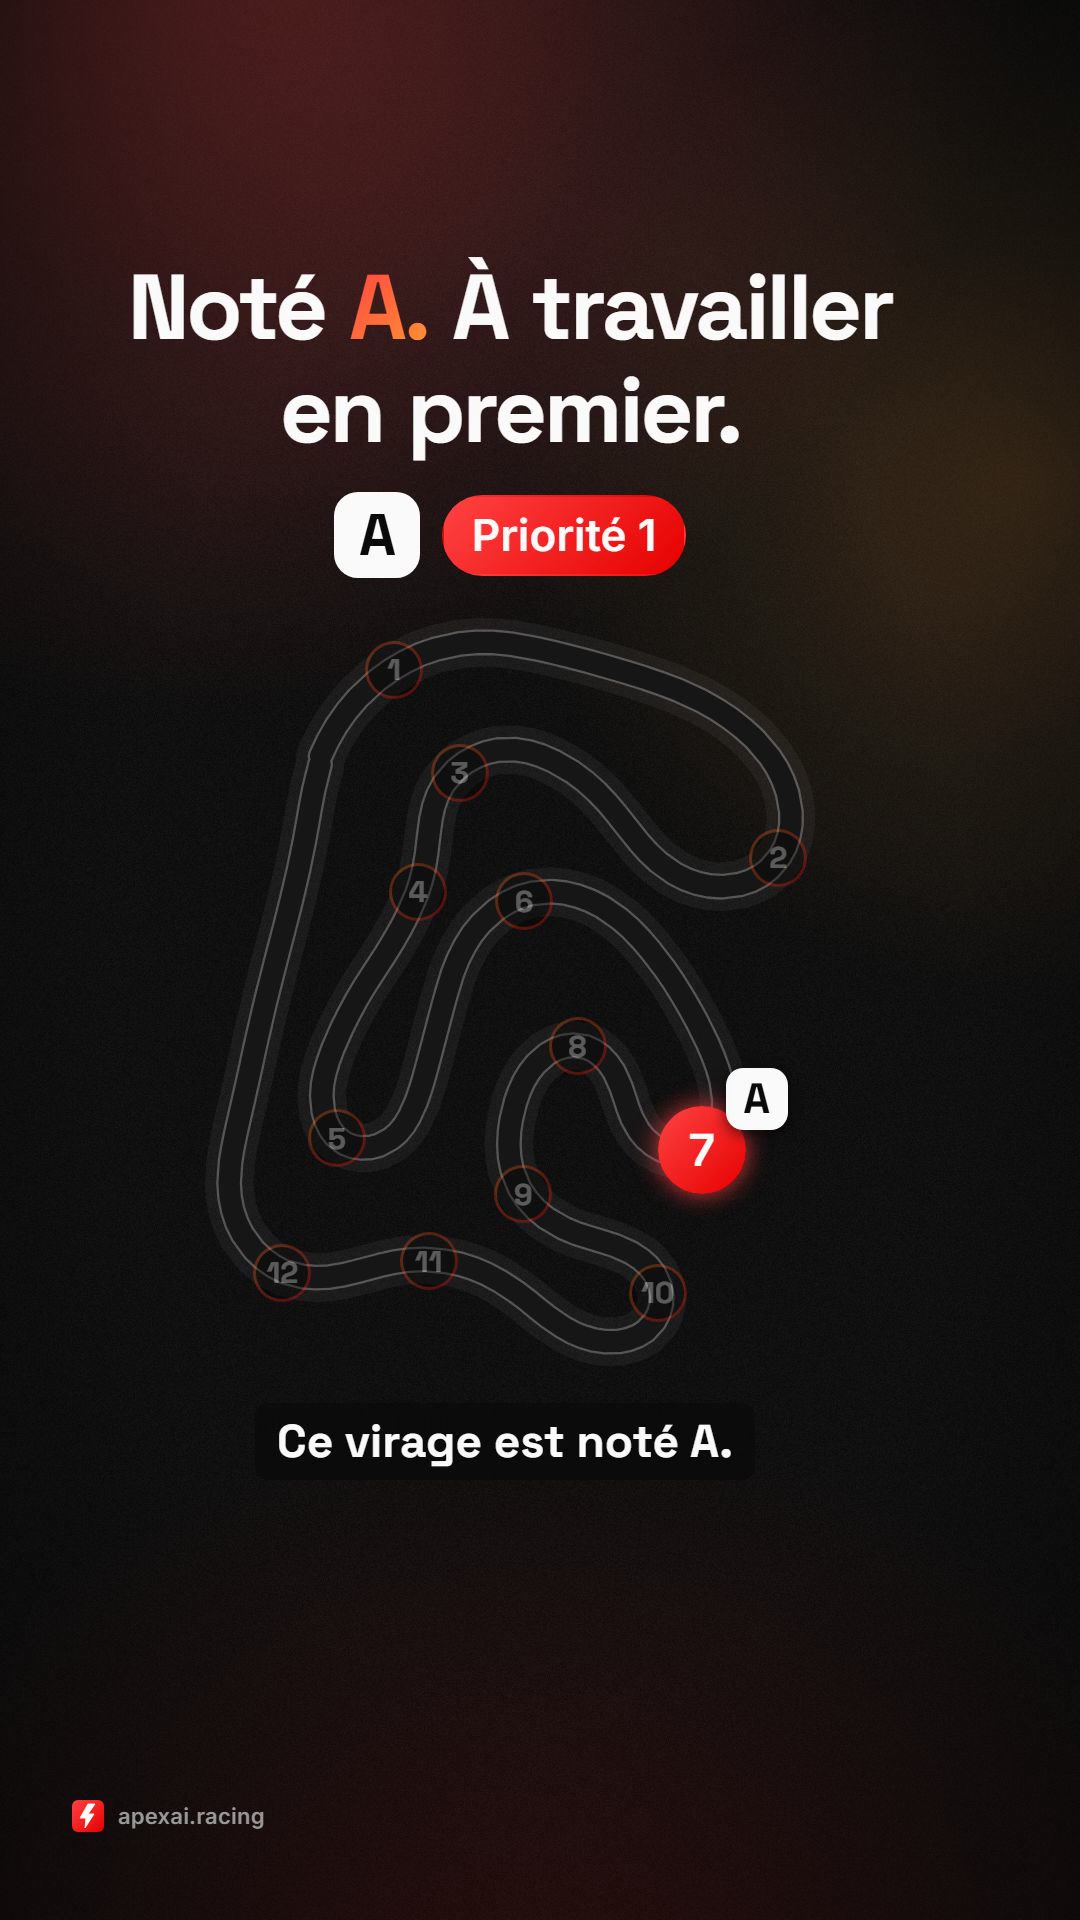 Noté A. À travailler
en premier.
A Priorité 1
1
3
2
4
6
8
A
7
5
9
11
12
10
Ce virage est noté A.
apexai.racing